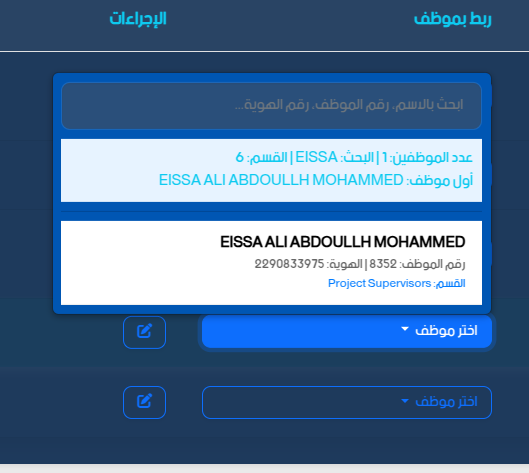 ربط بموظف
الإجراءات
ابحث بالاسم، رقم الموظف، رقم الهوية...
عدد الموظفين: 1 | البحث: EISSA | القسم: 6
أول موظف: EISSA ALI ABDOULLH MOHAMMED
EISSA ALI ABDOULLH MOHAMMED
رقم الموظف: 8352 | الهوية: 2290833975
القسم: Project Supervisors
اختر موظف
اختر موظف